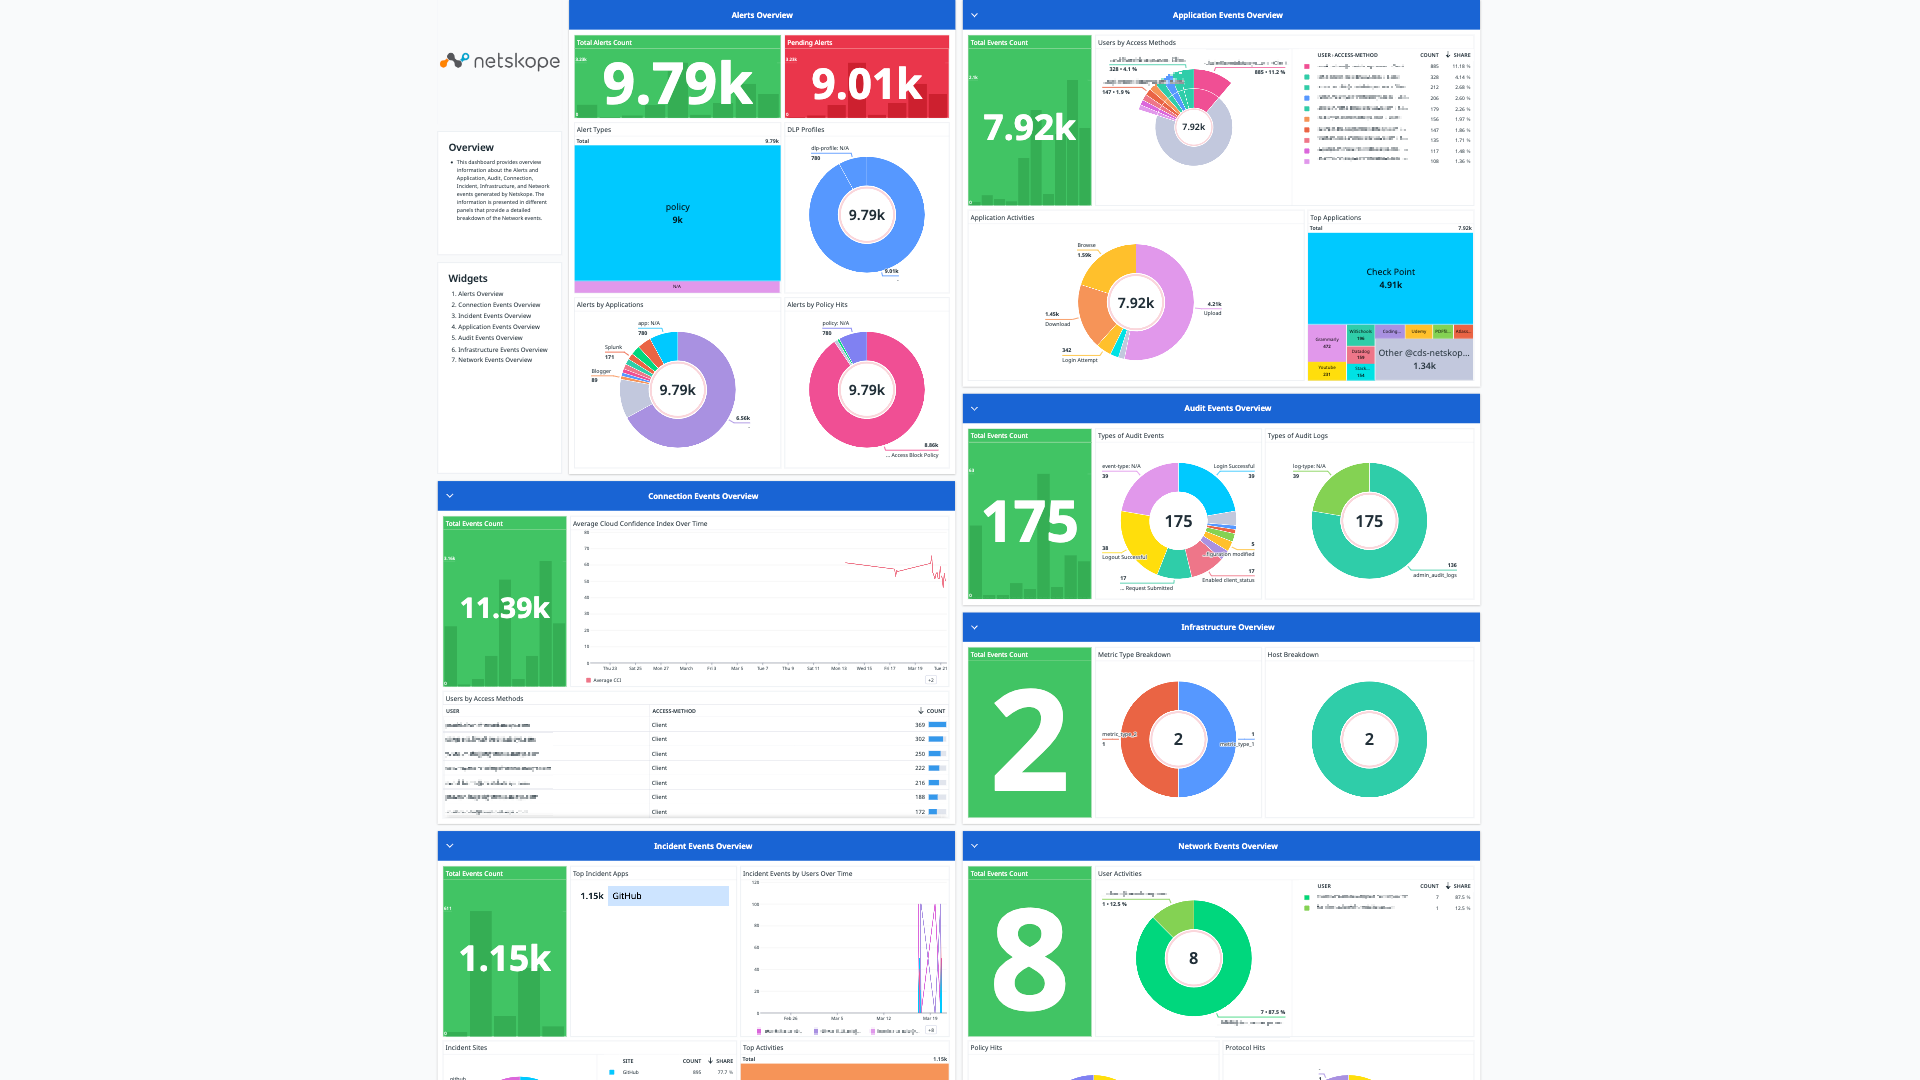 netskope
Overview
This dashboard provides overview
information about the Alerts and
Application, Audit, Connection,
Incident, Infrastructure, and Network
events generated by Netskope. The
information is presented in different
panels that provide a detailed
breakdown of the Network events.
Widgets
1. Alerts Overview
2. Connection Events Overview
3. Incident Events Overview
4. Application Events Overview
5. Audit Events Overview
6. Infrastructure Events Overview
7. Network Events Overview
Alerts Overview
Total Alerts Count
9.79k
Pending Alerts
9.01k
Alert Types
Total 9.79k
policy
9k
N/A
DLP Profiles
dlp-profile: N/A
780
9.79k
9.01k
Alerts by Applications
app: N/A
780
Splunk
171
Blogger
89
9.79k
6.56k
Alerts by Policy Hits
policy: N/A
780
9.79k
8.86k
... Access Block Policy
Connection Events Overview
Total Events Count
11.39k
Average Cloud Confidence Index Over Time
80
70
60
50
40
30
20
10
0
Thu 23 Sat 25 Mon 27 March Fri 3 Mar 5 Tue 7 Thu 9 Sat 11 Mon 13 Wed 15 Fri 17 Mar 19 Tue 21
Average CCI +2
Users by Access Methods
USER ACCESS-METHOD COUNT
Client 369
Client 302
Client 250
Client 222
Client 216
Client 188
Client 172
Incident Events Overview
Total Events Count
1.15k
Top Incident Apps
1.15k GitHub
Incident Events by Users Over Time
120
100
80
60
40
20
0
Feb 26 Mar 5 Mar 12 Mar 19
+8
Incident Sites
github
SITE COUNT SHARE
GitHub 895 77.7 %
Top Activities
Total 1.15k
Application Events Overview
Total Events Count
7.92k
Users by Access Methods
328 • 4.1 %
885 • 11.2 %
147 • 1.9 %
7.92k
USER › ACCESS-METHOD COUNT SHARE
885 11.18 %
328 4.14 %
212 2.68 %
206 2.60 %
179 2.26 %
156 1.97 %
147 1.86 %
135 1.71 %
117 1.48 %
108 1.36 %
Application Activities
Browse
1.59k
Download
1.45k
342
Login Attempt
7.92k
4.21k
Upload
Top Applications
Total 7.92k
Check Point
4.91k
Grammarly
472
Youtube
231
W3Schools
196
Datadog
159
Stack...
154
Coding...
Udemy
Other @cds-netskop...
1.34k
Audit Events Overview
Total Events Count
175
Types of Audit Events
event-type: N/A
39
Login Successful
39
175
38
Logout Successful
17
... Request Submitted
5
...figuration modified
17
Enabled client_status
Types of Audit Logs
log-type: N/A
39
175
136
admin_audit_logs
Infrastructure Overview
Total Events Count
2
Metric Type Breakdown
metric_type_2
1
2
1
metric_type_1
Host Breakdown
2
Network Events Overview
Total Events Count
8
User Activities
1 • 12.5 %
8
7 • 87.5 %
USER COUNT SHARE
7 87.5 %
1 12.5 %
Policy Hits
Protocol Hits